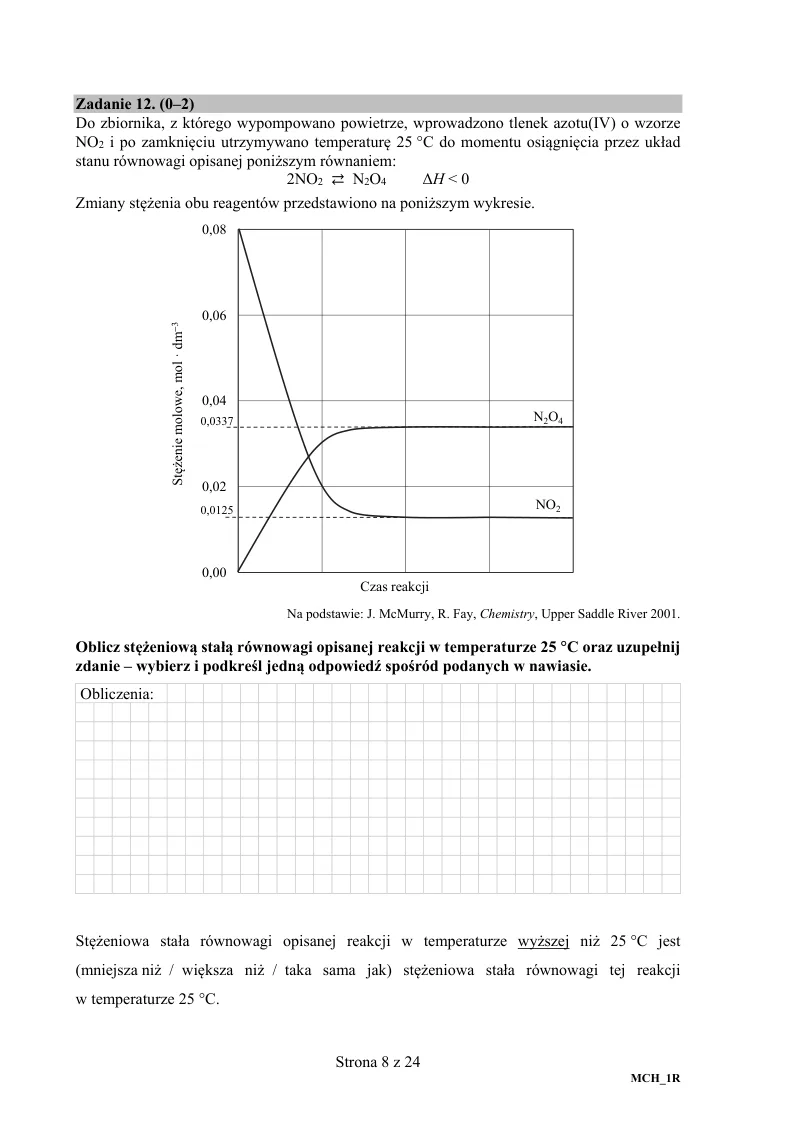 Zadanie 12. (0–2)
Do zbiornika, z którego wypompowano powietrze, wprowadzono tlenek azotu(IV) o wzorze
NO₂ i po zamknięciu utrzymywano temperaturę 25 °C do momentu osiągnięcia przez układ
stanu równowagi opisanej poniższym równaniem:
2NO₂ ⇄ N₂O₄ ΔH < 0
Zmiany stężenia obu reagentów przedstawiono na poniższym wykresie.
Stężenie molowe, mol · dm⁻³
0,08
0,06
0,04
0,0337
0,02
0,0125
0,00
N₂O₄
NO₂
Czas reakcji
Na podstawie: J. McMurry, R. Fay, Chemistry, Upper Saddle River 2001.
Oblicz stężeniową stałą równowagi opisanej reakcji w temperaturze 25 °C oraz uzupełnij
zdanie – wybierz i podkreśl jedną odpowiedź spośród podanych w nawiasie.
Obliczenia:
Stężeniowa stała równowagi opisanej reakcji w temperaturze wyższej niż 25 °C jest
(mniejsza niż / większa niż / taka sama jak) stężeniowa stała równowagi tej reakcji
w temperaturze 25 °C.
Strona 8 z 24
MCH_1R